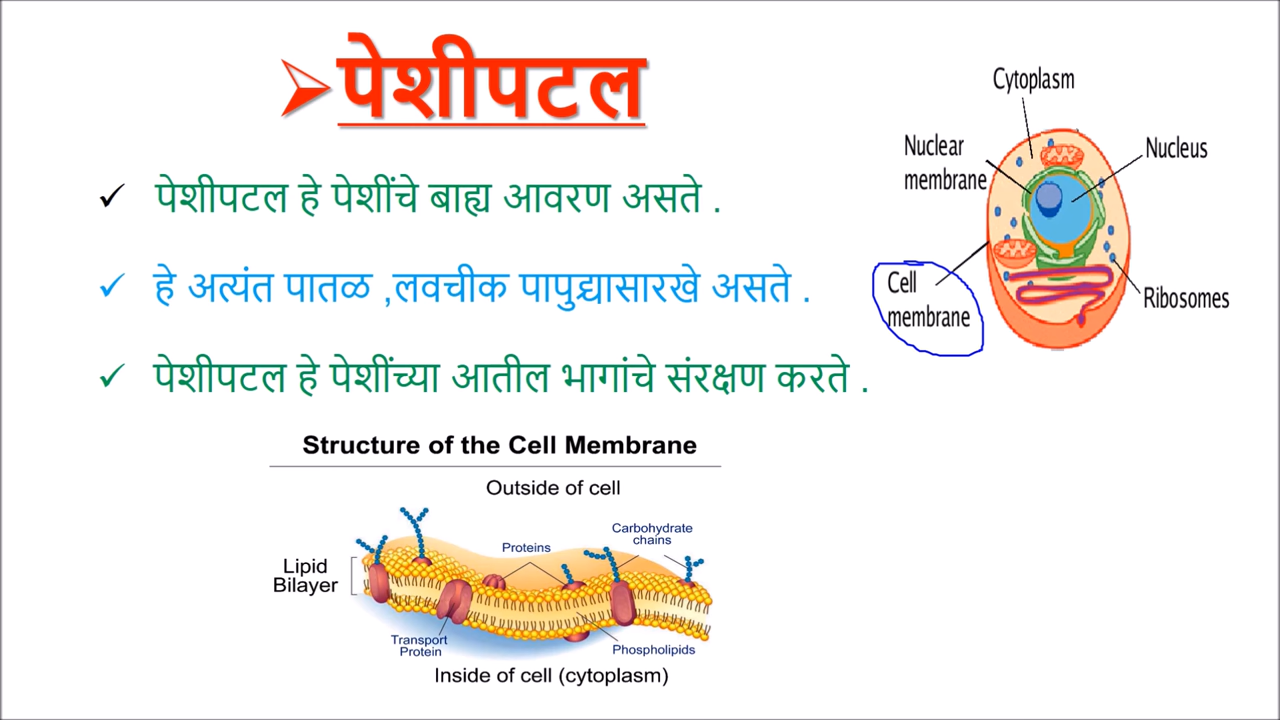 पेशीपटल
पेशीपटल हे पेशींचे बाह्य आवरण असते .
हे अत्यंत पातळ ,लवचीक पापुद्र्यासारखे असते .
पेशीपटल हे पेशींच्या आतील भागांचे संरक्षण करते .
Cytoplasm
Nuclear
membrane
Nucleus
Cell
membrane
Ribosomes
Structure of the Cell Membrane
Outside of cell
Carbohydrate
chains
Proteins
Lipid
Bilayer
Transport
Protein
Phospholipids
Inside of cell (cytoplasm)